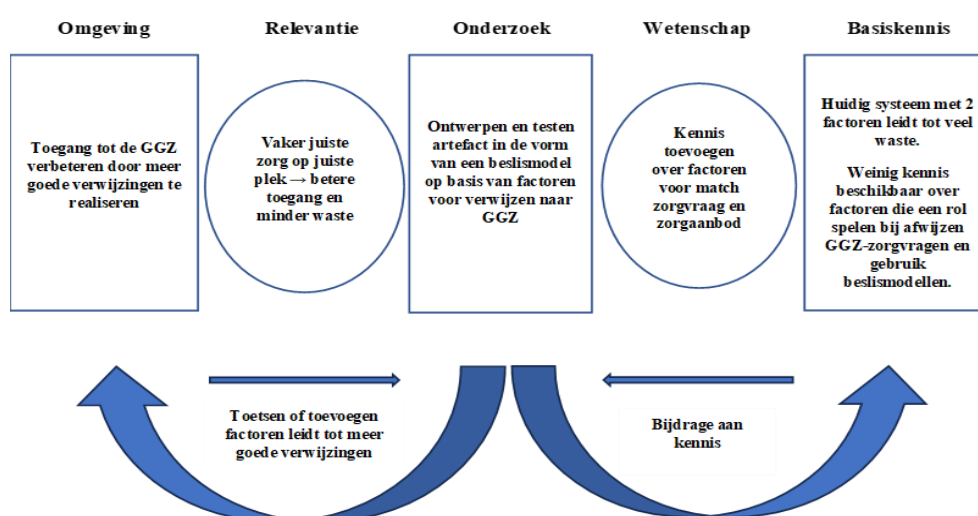 Omgeving
Relevantie
Onderzoek
Wetenschap
Basiskennis
Toegang tot de GGZ
verbeteren door meer
goede verwijzingen te
realiseren
Vaker juiste
zorg op juiste
plek → betere
toegang en
minder waste
Ontwerpen en testen
artefact in de vorm
van een beslismodel
op basis van factoren
voor verwijzen naar
GGZ
Kennis
toevoegen
over factoren
voor match
zorgvraag en
zorgaanbod
Huidig systeem met 2
factoren leidt tot veel
waste.
Weinig kennis
beschikbaar over
factoren die een rol
spelen bij afwijzen
GGZ-zorgvragen en
gebruik
beslismodellen.
Toetsen of toevoegen
factoren leidt tot meer
goede verwijzingen
Bijdrage aan
kennis